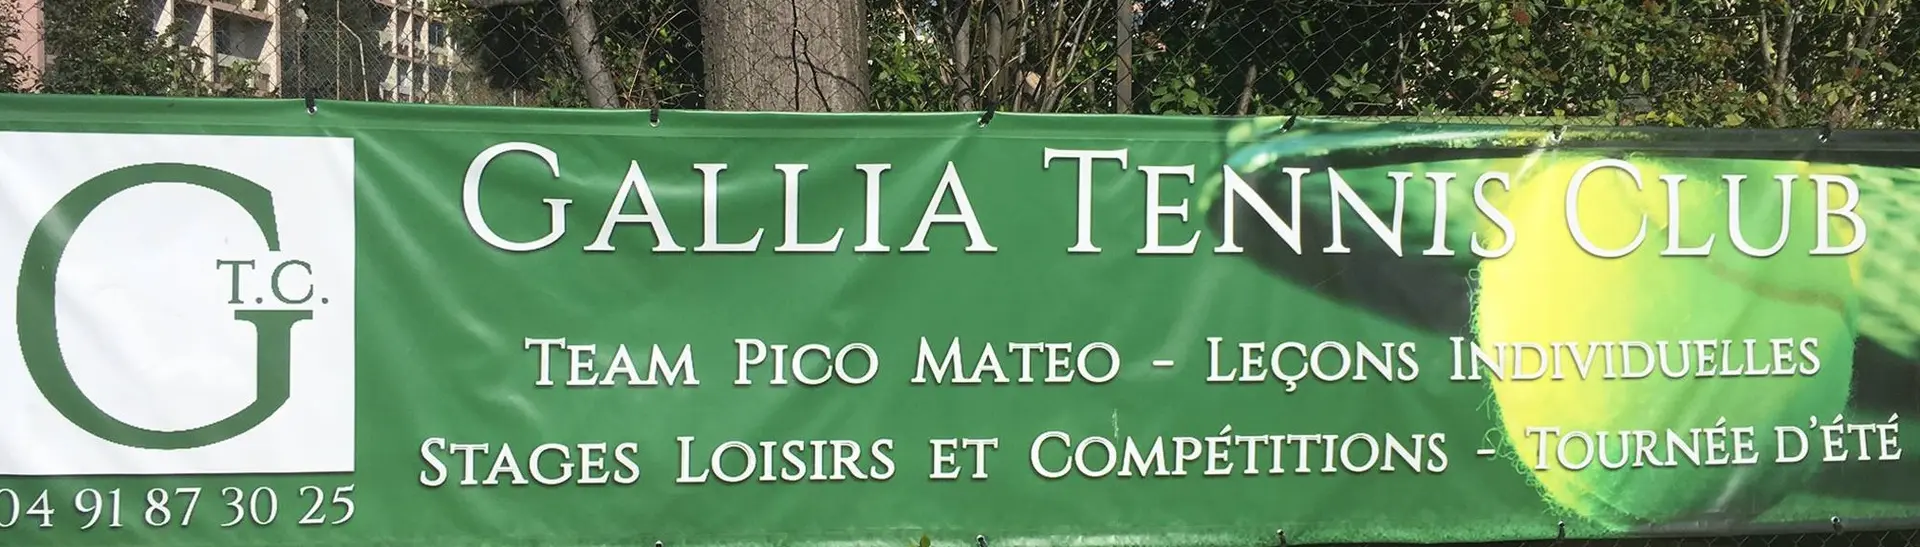 G T.C.
04 91 87 30 25
GALLIA TENNIS CLUB
TEAM PICO MATEO - LEÇONS INDIVIDUELLES
STAGES LOISIRS ET COMPÉTITIONS - TOURNÉE D'ÉTÉ